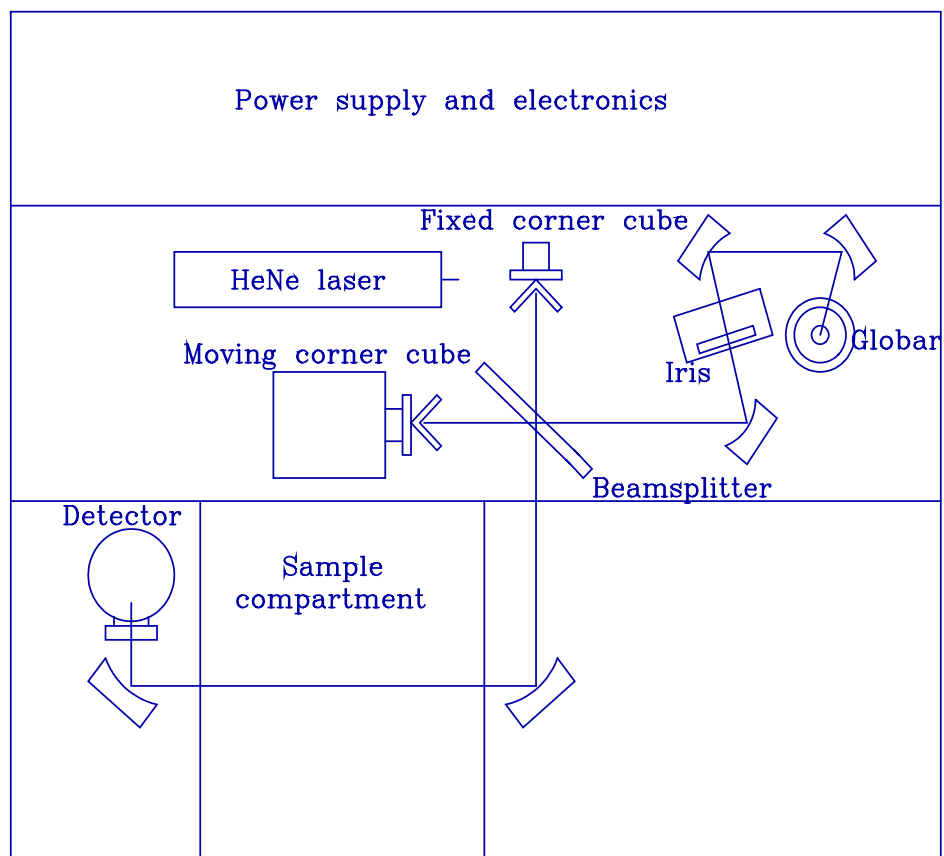 Power supply and electronics
Fixed corner cube
HeNe laser
Globar
Moving corner cube
Iris
Beamsplitter
Detector
Sample
compartment